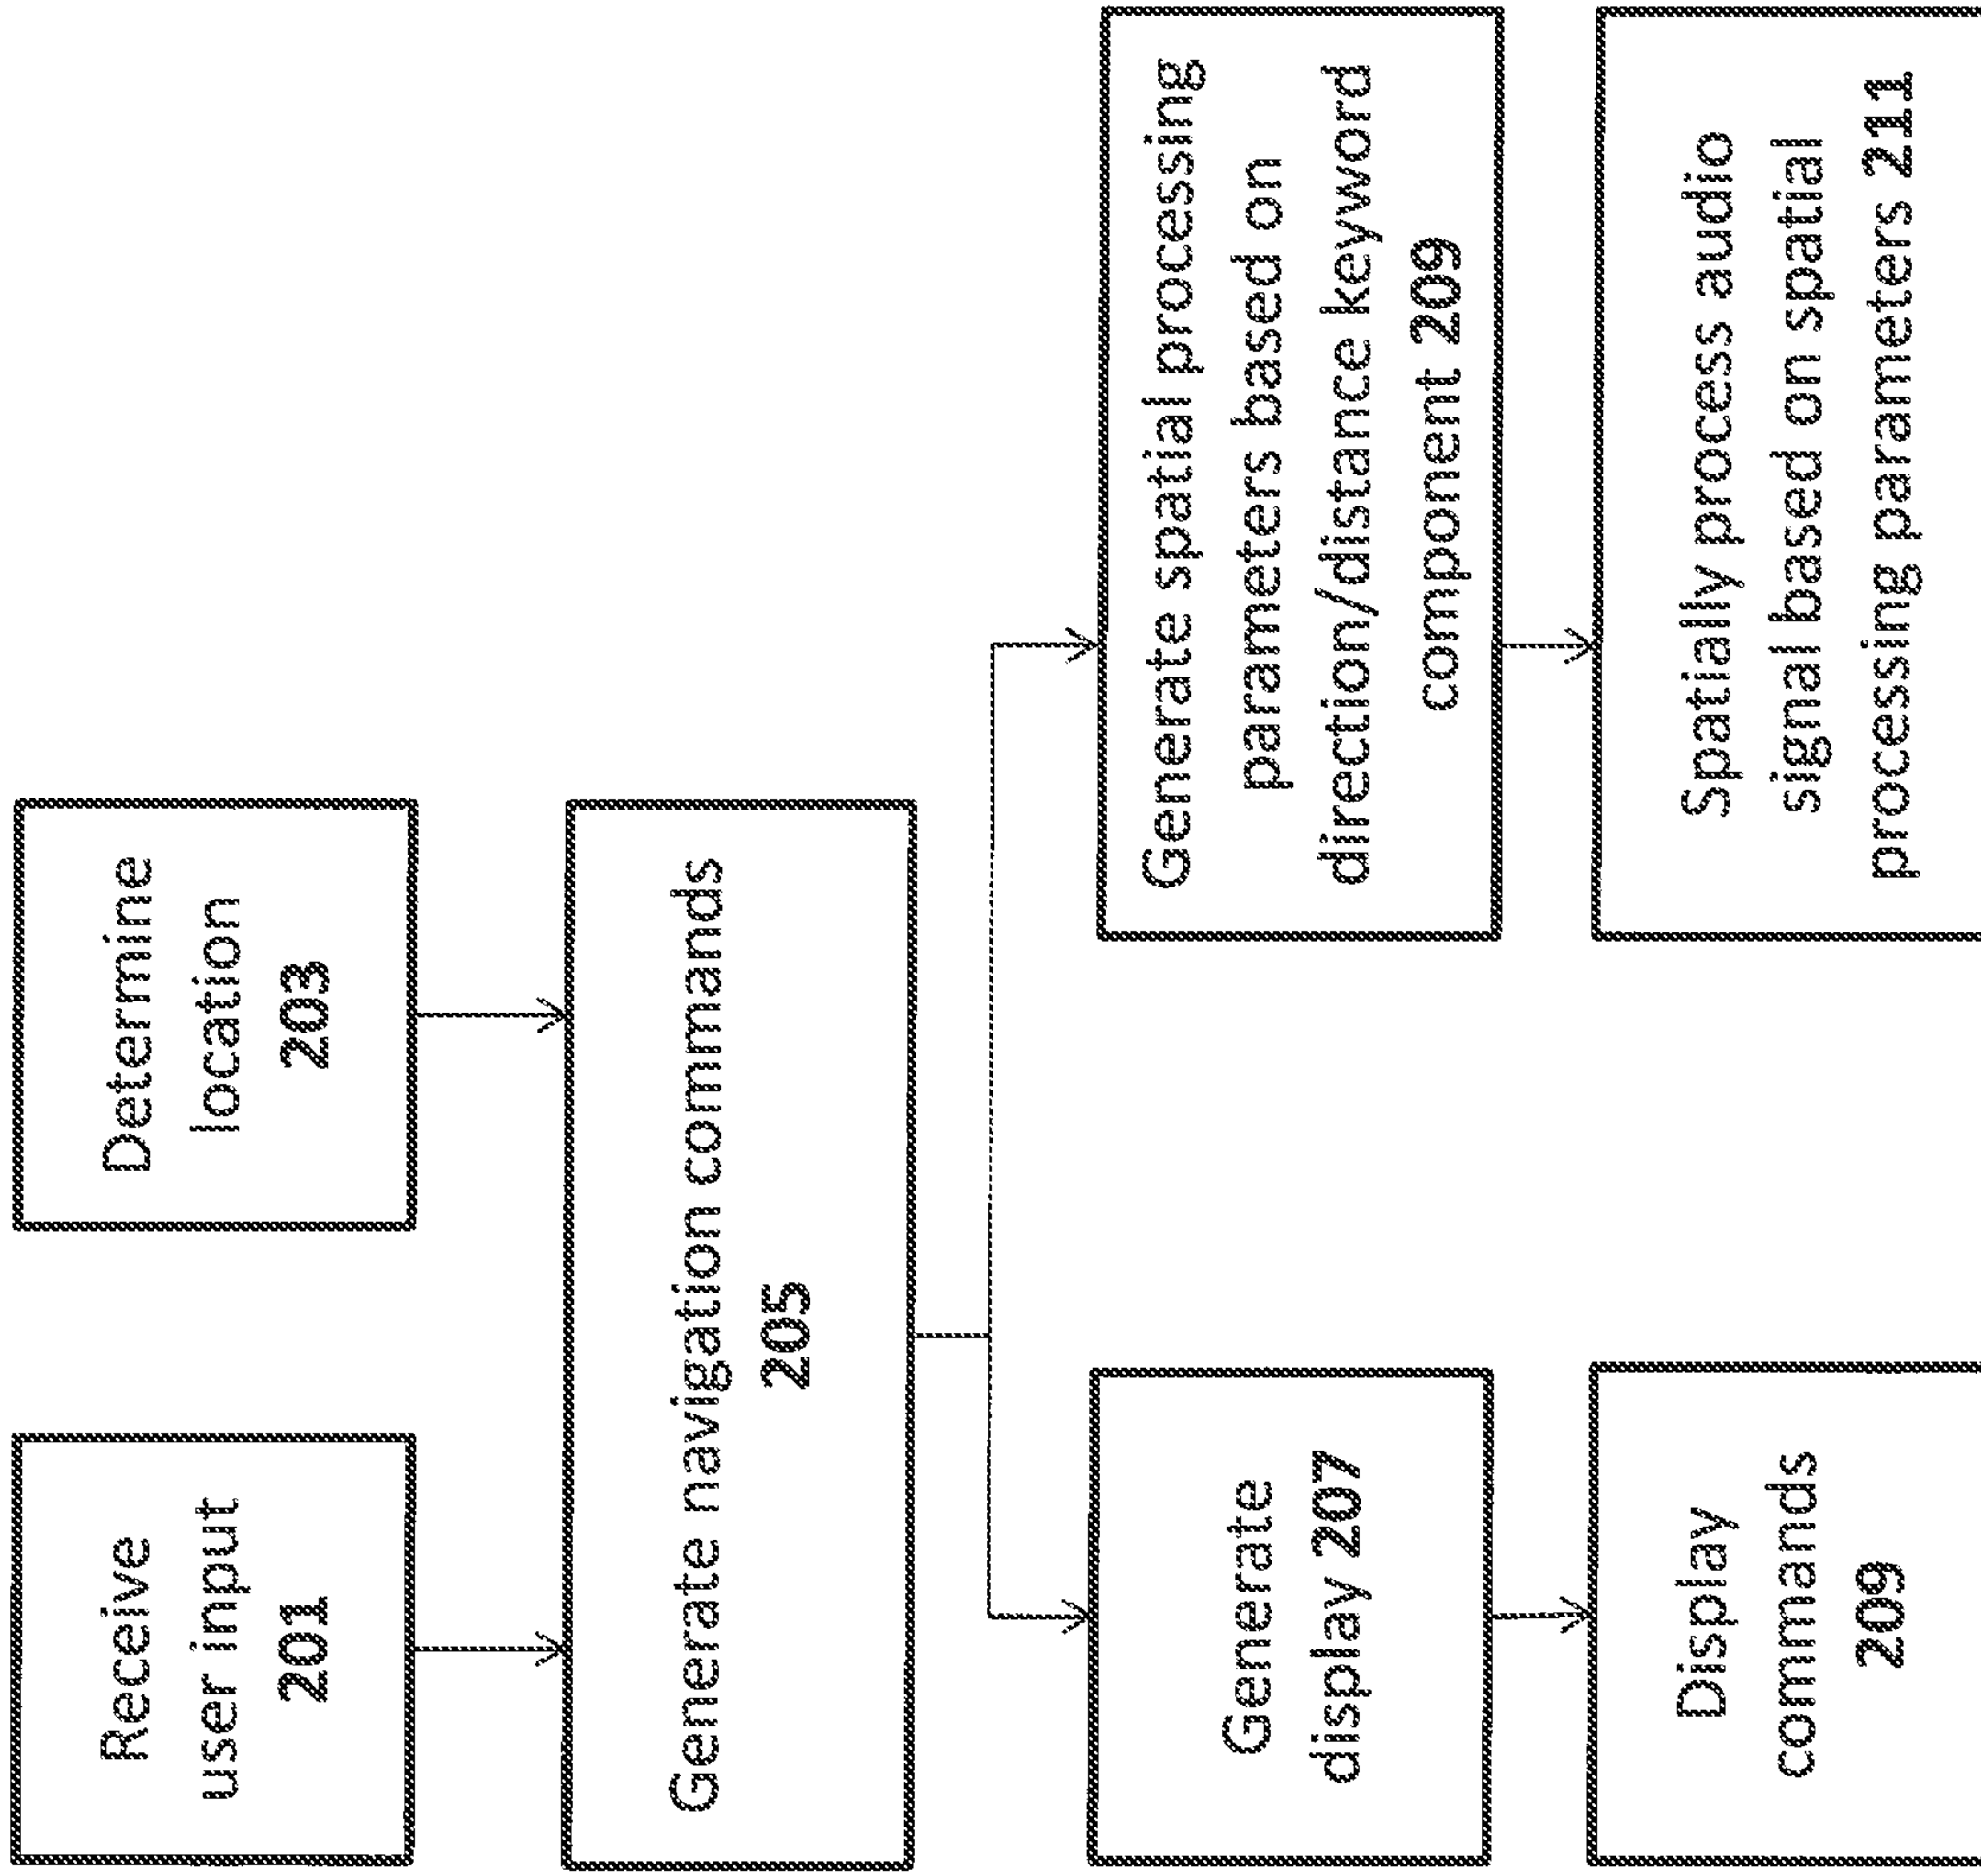 Receive
user input
201
Determine
location
203
Generate navigation commands
205
Generate
display 207
Display
commands
209
Generate spatial processing
parameters based on
direction/distance keyword
component 209
Spatially process audio
signal based on spatial
processing parameters 211